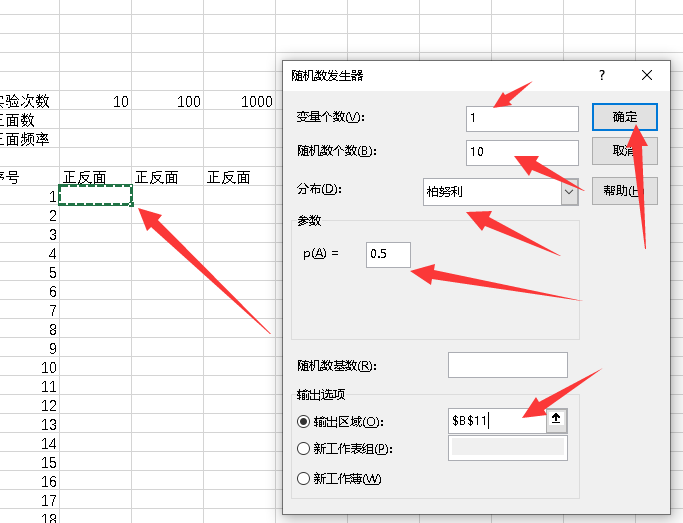 随机数发生器 ?
变量个数(V): 1 确定
随机数个数(B): 10 取消
分布(D): 柏努利 帮助(H)
参数
p(A) = 0.5
随机数基数(R):
输出选项
输出区域(O): $B$11
新工作表组(P):
新工作薄(W)
实验次数 10 100 1000
正面数
正面频率
序号 正反面 正反面 正反面
1
2
3
4
5
6
7
8
9
10
11
12
13
14
15
16
17
18